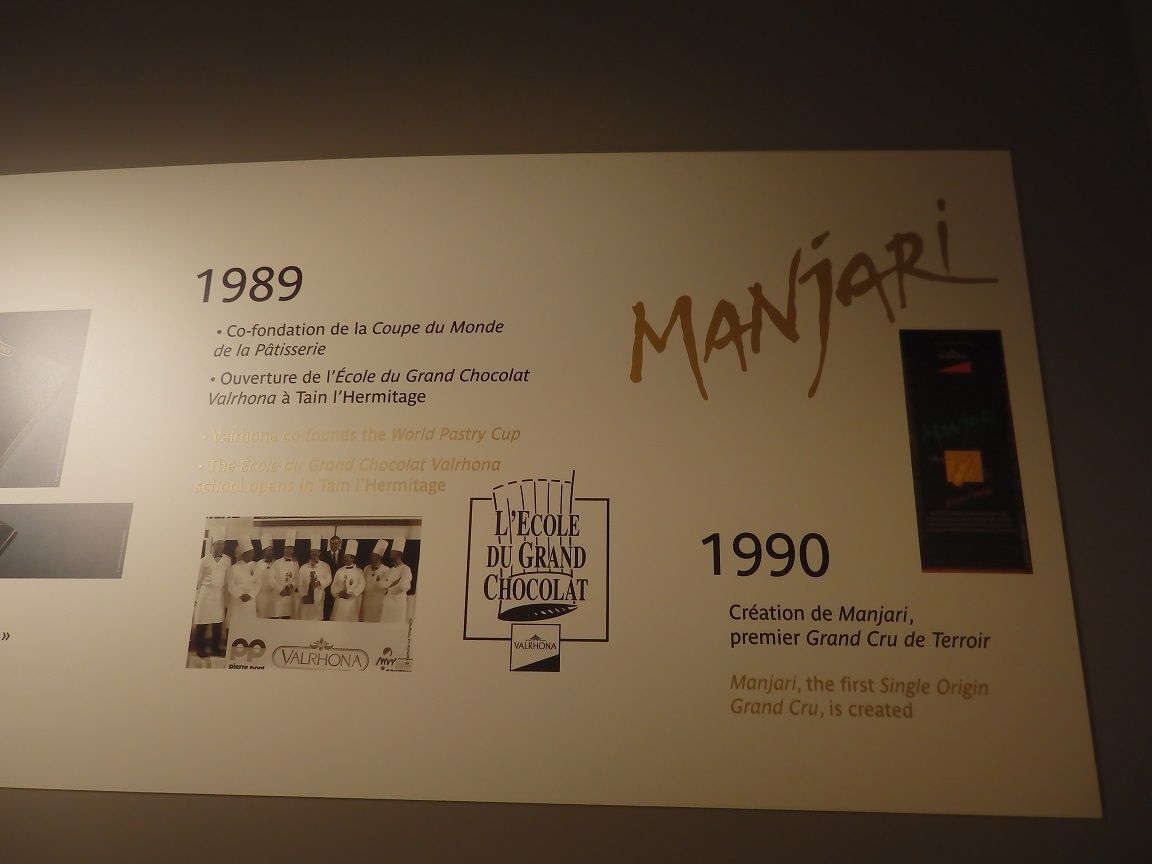 1989
• Co-fondation de la Coupe du Monde
de la Pâtisserie
• Ouverture de l'École du Grand Chocolat
Valrhona à Tain l'Hermitage
• Valrhona co-founds the World Pastry Cup
• The École du Grand Chocolat Valrhona
school opens in Tain l'Hermitage
pp
VALRHONA
L'ECOLE
DU GRAND
CHOCOLAT
VALRHONA
MANJARI
MANJARI
1990
Création de Manjari,
premier Grand Cru de Terroir
Manjari, the first Single Origin
Grand Cru, is created
»